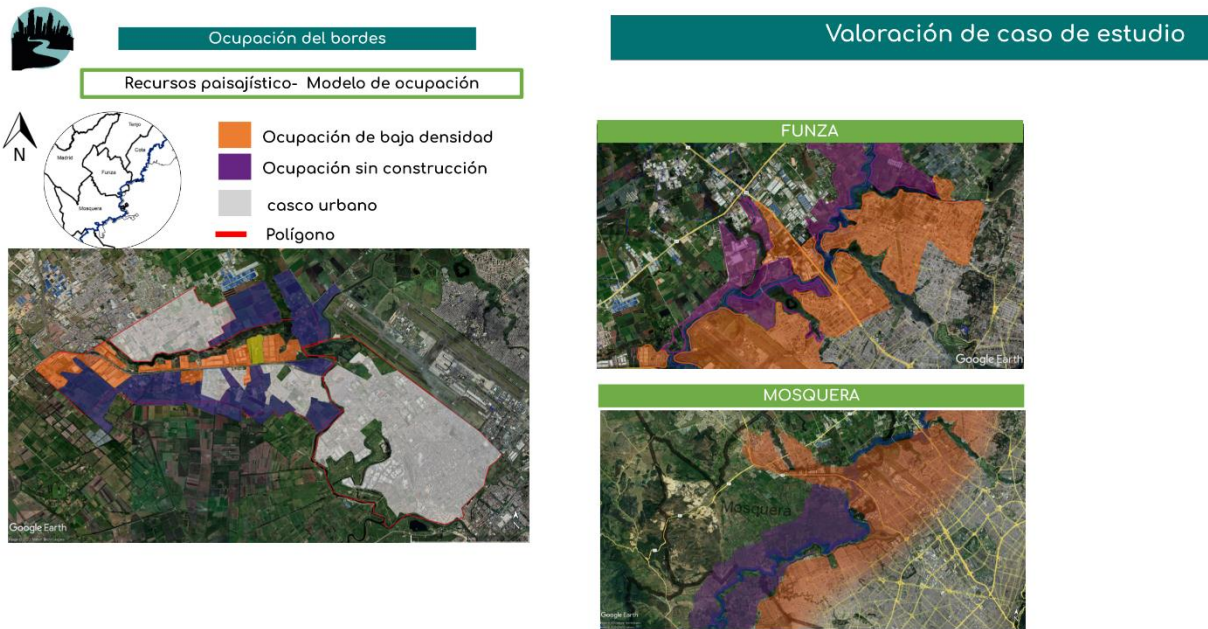 Ocupación del bordes
Recursos paisajístico- Modelo de ocupación
N
Tenjo
Madrid
Cota
Funza
Mosquera
Ocupación de baja densidad
Ocupación sin construcción
casco urbano
Polígono
Google Earth
Valoración de caso de estudio
FUNZA
Google Earth
MOSQUERA
Mosquera
Google Earth